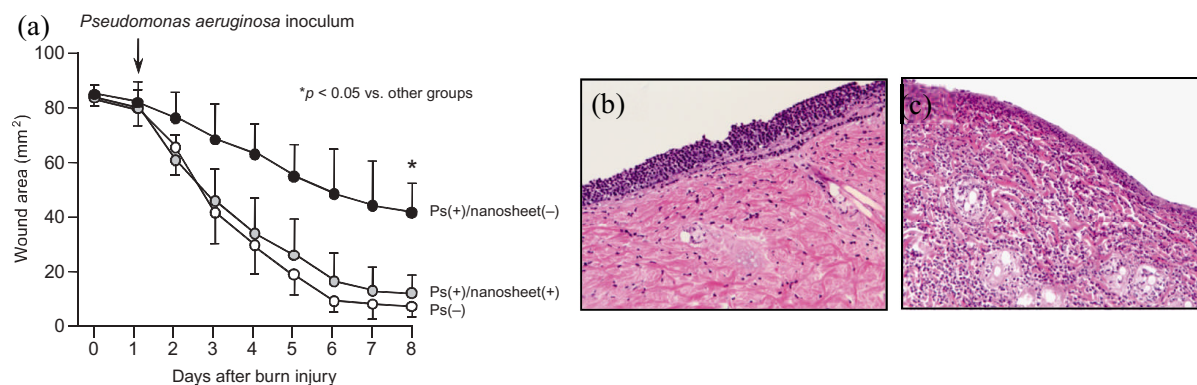 Pseudomonas aeruginosa inoculum
(a)
100
80
60
40
20
0
Wound area (mm²)
*p < 0.05 vs. other groups
*
Ps(+)/nanosheet(–)
Ps(+)/nanosheet(+)
Ps(–)
0 1 2 3 4 5 6 7 8
Days after burn injury
(b)
(c)